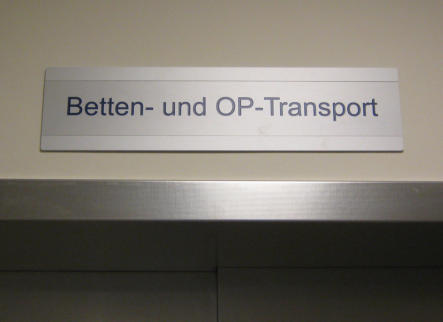 Betten- und OP-Transport